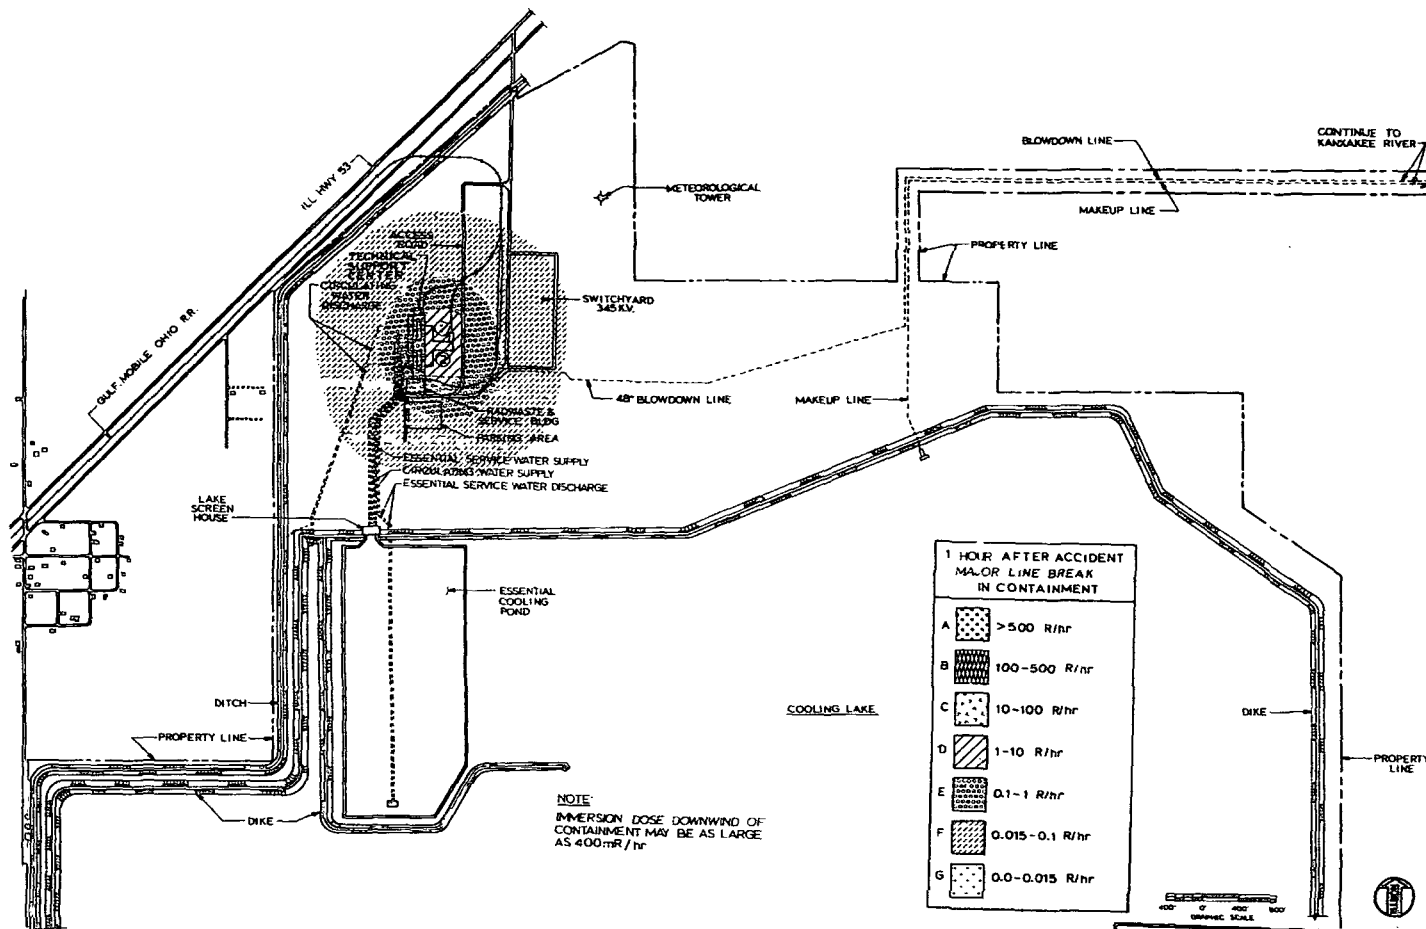 BLOWDOWN LINE
CONTINUE TO
KANKAKEE RIVER
ILL HWY 53
METEOROLOGICAL
TOWER
MAKEUP LINE
ACCESS
ROAD
PROPERTY LINE
TECHNICAL
SUPPORT
CENTER
CIRCULATING
WATER
DISCHARGE
SWITCHYARD
345 K.V.
GULF, MOBILE OHIO R.R.
48" BLOWDOWN LINE
MAKEUP LINE
RADWASTE &
SERVICE BLDG
PARKING AREA
ESSENTIAL SERVICE WATER SUPPLY
CIRCULATING WATER SUPPLY
ESSENTIAL SERVICE WATER DISCHARGE
LAKE
SCREEN
HOUSE
ESSENTIAL
COOLING
POND
1 HOUR AFTER ACCIDENT
MAJOR LINE BREAK
IN CONTAINMENT
A >500 R/hr
B 100-500 R/hr
C 10-100 R/hr
D 1-10 R/hr
E 0.1-1 R/hr
F 0.015-0.1 R/hr
G 0.0-0.015 R/hr
DITCH
COOLING LAKE
DIKE
PROPERTY LINE
PROPERTY
LINE
DIKE
NOTE:
IMMERSION DOSE DOWNWIND OF
CONTAINMENT MAY BE AS LARGE
AS 400mR/hr
400' 0' 400' 800'
GRAPHIC SCALE
NORTH